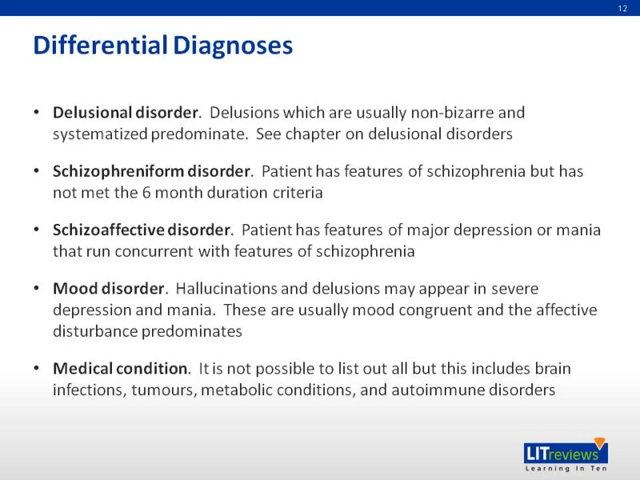 12
Differential Diagnoses
• Delusional disorder. Delusions which are usually non-bizarre and
systematized predominate. See chapter on delusional disorders
• Schizophreniform disorder. Patient has features of schizophrenia but has
not met the 6 month duration criteria
• Schizoaffective disorder. Patient has features of major depression or mania
that run concurrent with features of schizophrenia
• Mood disorder. Hallucinations and delusions may appear in severe
depression and mania. These are usually mood congruent and the affective
disturbance predominates
• Medical condition. It is not possible to list out all but this includes brain
infections, tumours, metabolic conditions, and autoimmune disorders
LITreviews
Learning In Ten